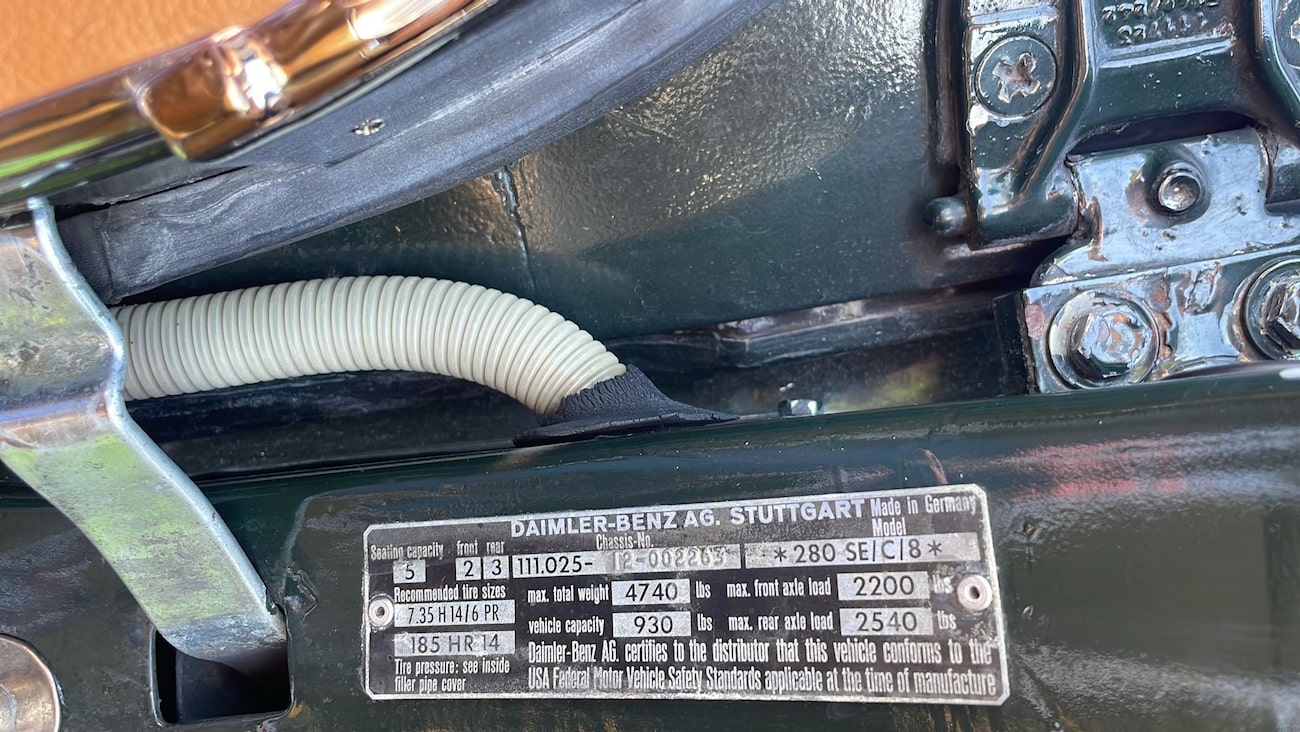 DAIMLER-BENZ AG. STUTTGART Made in Germany
Seating capacity front rear Chassis-No. Model
5 2 3 111.025- 12-002263 *280 SE/C/8*
Recommended tire sizes max. total weight 4740 lbs max. front axle load 2200 lbs
7.35 H 14/6 PR vehicle capacity 930 lbs max. rear axle load 2540 lbs
185 HR 14
Tire pressure: see inside
filler pipe cover
Daimler-Benz AG. certifies to the distributor that this vehicle conforms to the
USA Federal Motor Vehicle Safety Standards applicable at the time of manufacture